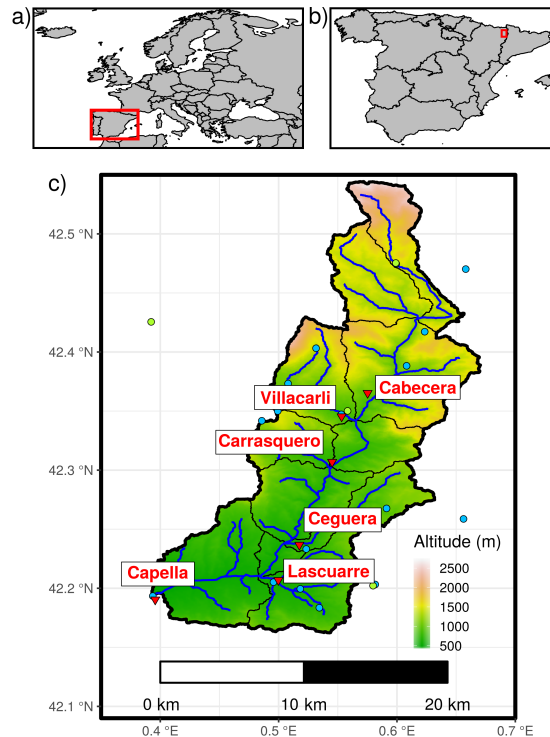 a)
b)
c)
42.5 °N
42.4 °N
Cabecera
Villacarli
Carrasquero
42.3 °N
Ceguera
Altitude (m)
Capella
Lascuarre
2500
2000
1500
1000
500
42.2 °N
0 km
10 km
20 km
42.1 °N
0.4 °E
0.5 °E
0.6 °E
0.7 °E